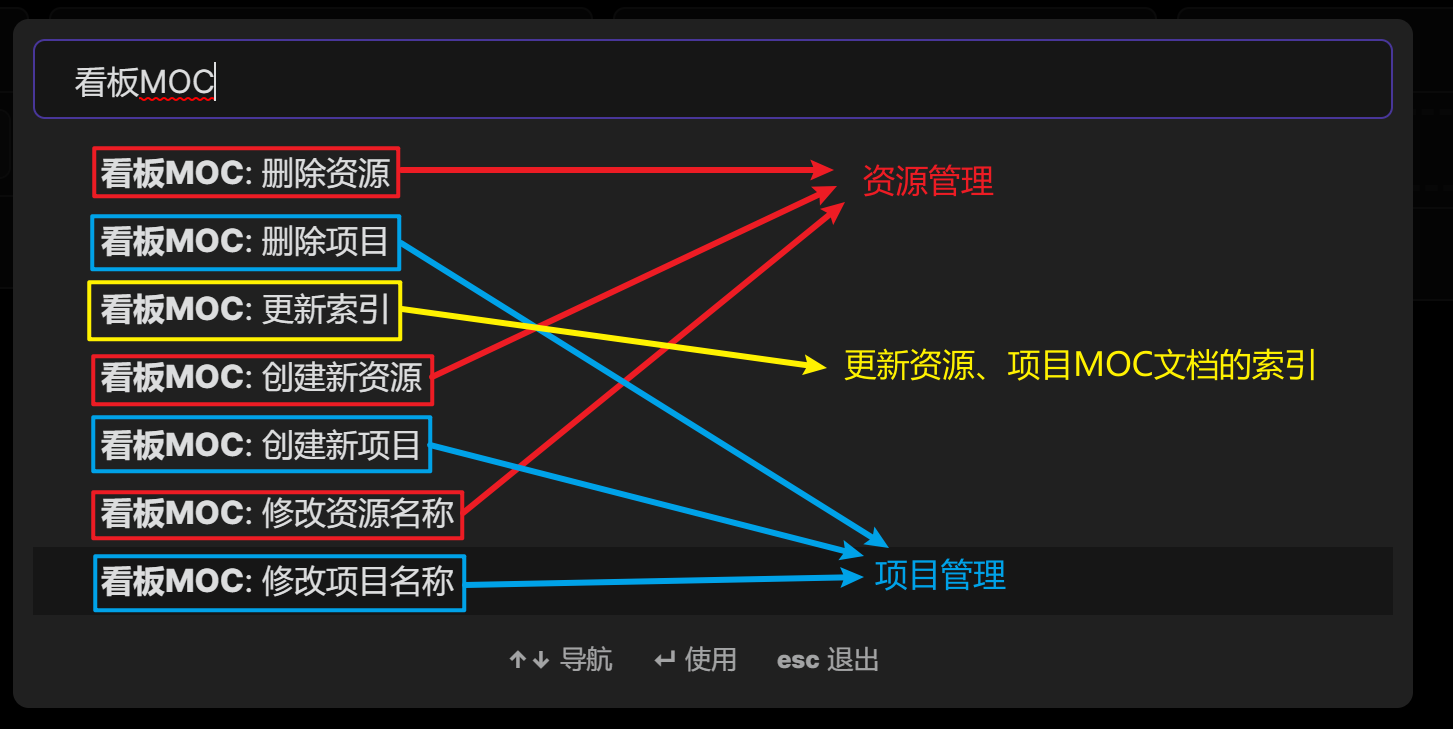 看板MOC
看板MOC: 删除资源
资源管理
看板MOC: 删除项目
看板MOC: 更新索引
更新资源、项目MOC文档的索引
看板MOC: 创建新资源
看板MOC: 创建新项目
看板MOC: 修改资源名称
看板MOC: 修改项目名称
项目管理
↑↓ 导航 ↵ 使用 esc 退出